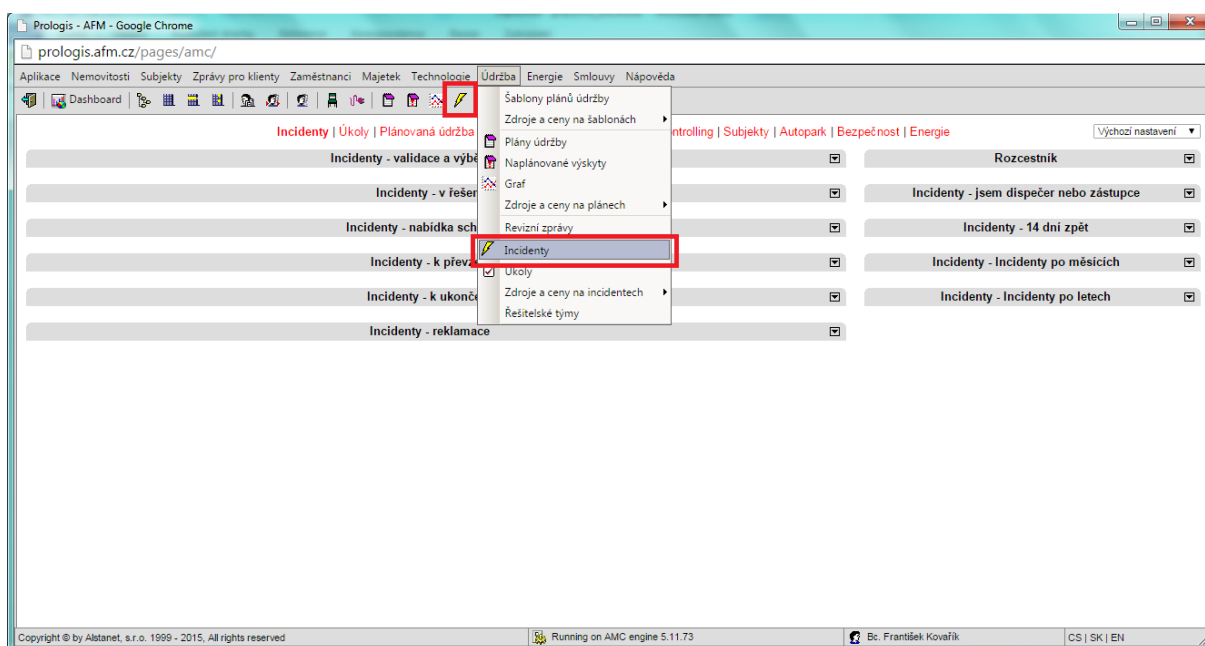 Prologis - AFM - Google Chrome
prologis.afm.cz/pages/amc/
Aplikace Nemovitosti Subjekty Zprávy pro klienty Zaměstnanci Majetek Technologie Údržba Energie Smlouvy Nápověda
Dashboard
Šablony plánů údržby
Zdroje a ceny na šablonách
Plány údržby
Naplánované výskyty
Graf
Zdroje a ceny na plánech
Revizní zprávy
Incidenty
Úkoly
Zdroje a ceny na incidentech
Řešitelské týmy
Incidenty | Úkoly | Plánovaná údržba ntrolling | Subjekty | Autopark | Bezpečnost | Energie Výchozí nastavení
Incidenty - validace a výbě Rozcestník
Incidenty - v řešen Incidenty - jsem dispečer nebo zástupce
Incidenty - nabídka sch Incidenty - 14 dní zpět
Incidenty - k převz Incidenty - Incidenty po měsících
Incidenty - k ukonče Incidenty - Incidenty po letech
Incidenty - reklamace
Copyright © by Alstanet, s.r.o. 1999 - 2015, All rights reserved Running on AMC engine 5.11.73 Bc. František Kovařík CS | SK | EN